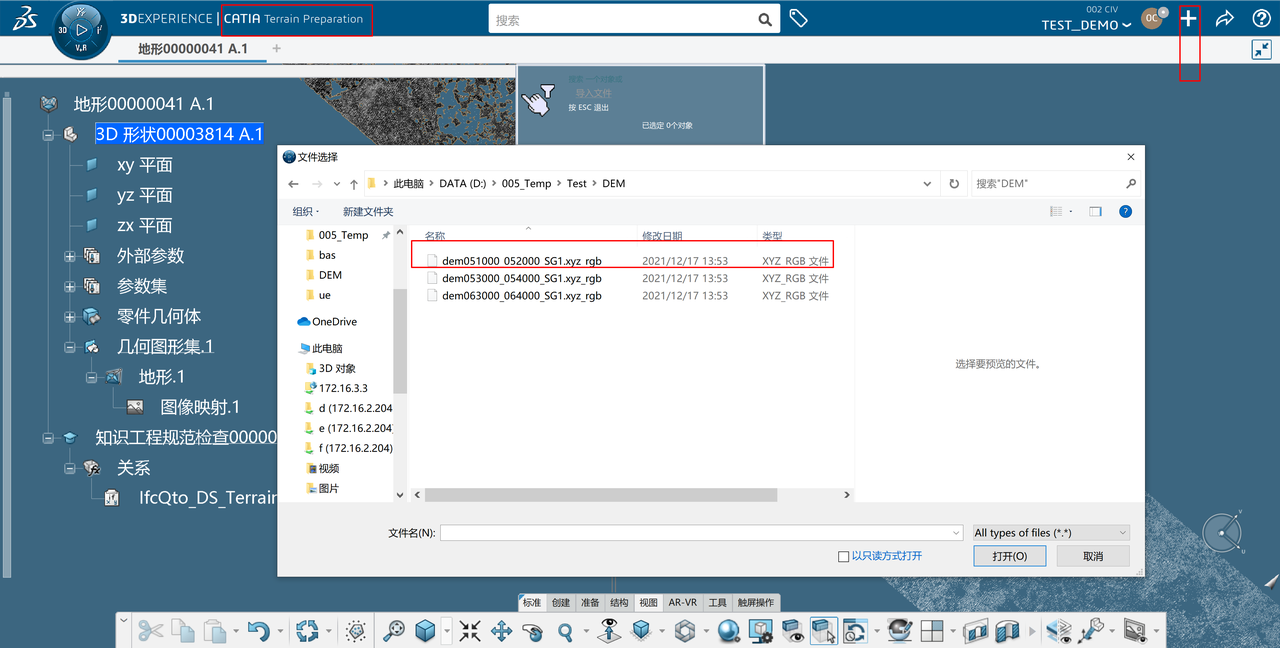 3DEXPERIENCE | CATIA Terrain Preparation
搜索
002 CIV
TEST_DEMO
OC
3D
V.R
地形00000041 A.1
地形00000041 A.1
3D 形状00003814 A.1
xy 平面
yz 平面
zx 平面
外部参数
参数集
零件几何体
几何图形集.1
地形.1
图像映射.1
知识工程规范检查00000
关系
IfcQto_DS_Terrain
导入文件
按 ESC 退出
已选定 0个对象
文件选择
此电脑 > DATA (D:) > 005_Temp > Test > DEM
搜索"DEM"
组织
新建文件夹
005_Temp
bas
DEM
ue
OneDrive
此电脑
3D 对象
172.16.3.3
d (172.16.2.204
e (172.16.2.204)
f (172.16.2.204)
视频
图片
名称 修改日期 类型
dem051000_052000_SG1.xyz_rgb 2021/12/17 13:53 XYZ_RGB 文件
dem053000_054000_SG1.xyz_rgb 2021/12/17 13:53 XYZ_RGB 文件
dem063000_064000_SG1.xyz_rgb 2021/12/17 13:53 XYZ_RGB 文件
选择要预览的文件。
文件名(N):
All types of files (*.*)
以只读方式打开
打开(O)
取消
标准 创建 准备 结构 视图 AR-VR 工具 触屏操作